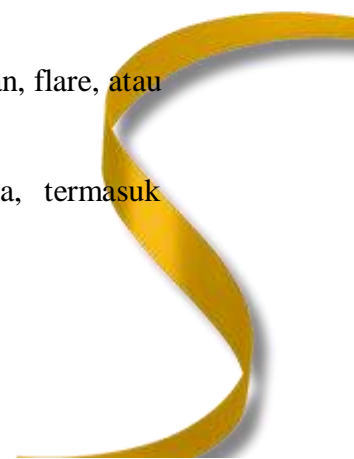 n, flare, atau
a, termasuk